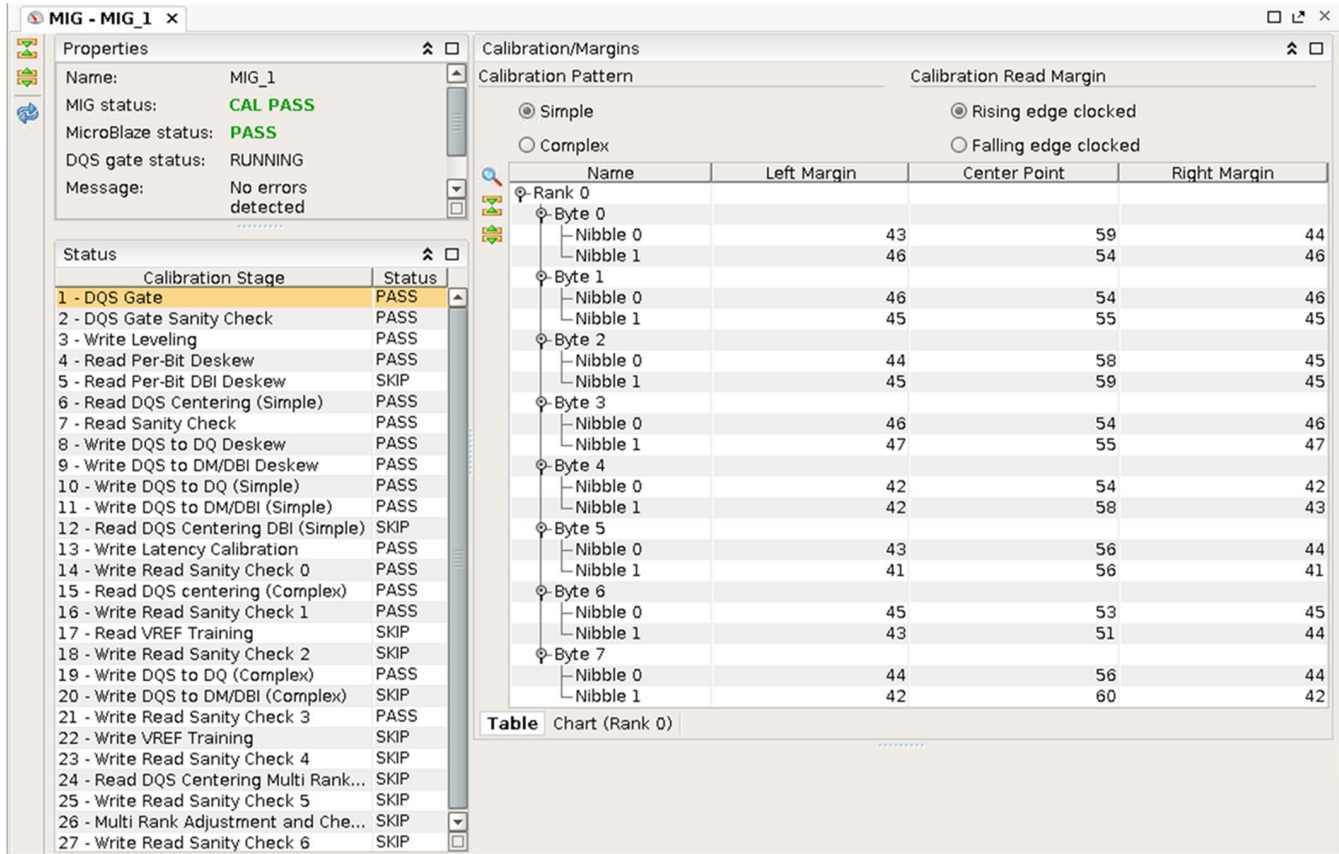 MIG - MIG_1
Properties
Name: MIG_1
MIG status: CAL PASS
MicroBlaze status: PASS
DQS gate status: RUNNING
Message: No errors
detected
Status
Calibration Stage Status
1 - DQS Gate PASS
2 - DQS Gate Sanity Check PASS
3 - Write Leveling PASS
4 - Read Per-Bit Deskew PASS
5 - Read Per-Bit DBI Deskew SKIP
6 - Read DQS Centering (Simple) PASS
7 - Read Sanity Check PASS
8 - Write DQS to DQ Deskew PASS
9 - Write DQS to DM/DBI Deskew PASS
10 - Write DQS to DQ (Simple) PASS
11 - Write DQS to DM/DBI (Simple) PASS
12 - Read DQS Centering DBI (Simple) SKIP
13 - Write Latency Calibration PASS
14 - Write Read Sanity Check 0 PASS
15 - Read DQS centering (Complex) PASS
16 - Write Read Sanity Check 1 PASS
17 - Read VREF Training SKIP
18 - Write Read Sanity Check 2 SKIP
19 - Write DQS to DQ (Complex) PASS
20 - Write DQS to DM/DBI (Complex) SKIP
21 - Write Read Sanity Check 3 PASS
22 - Write VREF Training SKIP
23 - Write Read Sanity Check 4 SKIP
24 - Read DQS Centering Multi Rank... SKIP
25 - Write Read Sanity Check 5 SKIP
26 - Multi Rank Adjustment and Che... SKIP
27 - Write Read Sanity Check 6 SKIP
Calibration/Margins
Calibration Pattern Calibration Read Margin
Simple Rising edge clocked
Complex Falling edge clocked
Name Left Margin Center Point Right Margin
Rank 0
Byte 0
Nibble 0 43 59 44
Nibble 1 46 54 46
Byte 1
Nibble 0 46 54 46
Nibble 1 45 55 45
Byte 2
Nibble 0 44 58 45
Nibble 1 45 59 45
Byte 3
Nibble 0 46 54 46
Nibble 1 47 55 47
Byte 4
Nibble 0 42 54 42
Nibble 1 42 58 43
Byte 5
Nibble 0 43 56 44
Nibble 1 41 56 41
Byte 6
Nibble 0 45 53 45
Nibble 1 43 51 44
Byte 7
Nibble 0 44 56 44
Nibble 1 42 60 42
Table Chart (Rank 0)